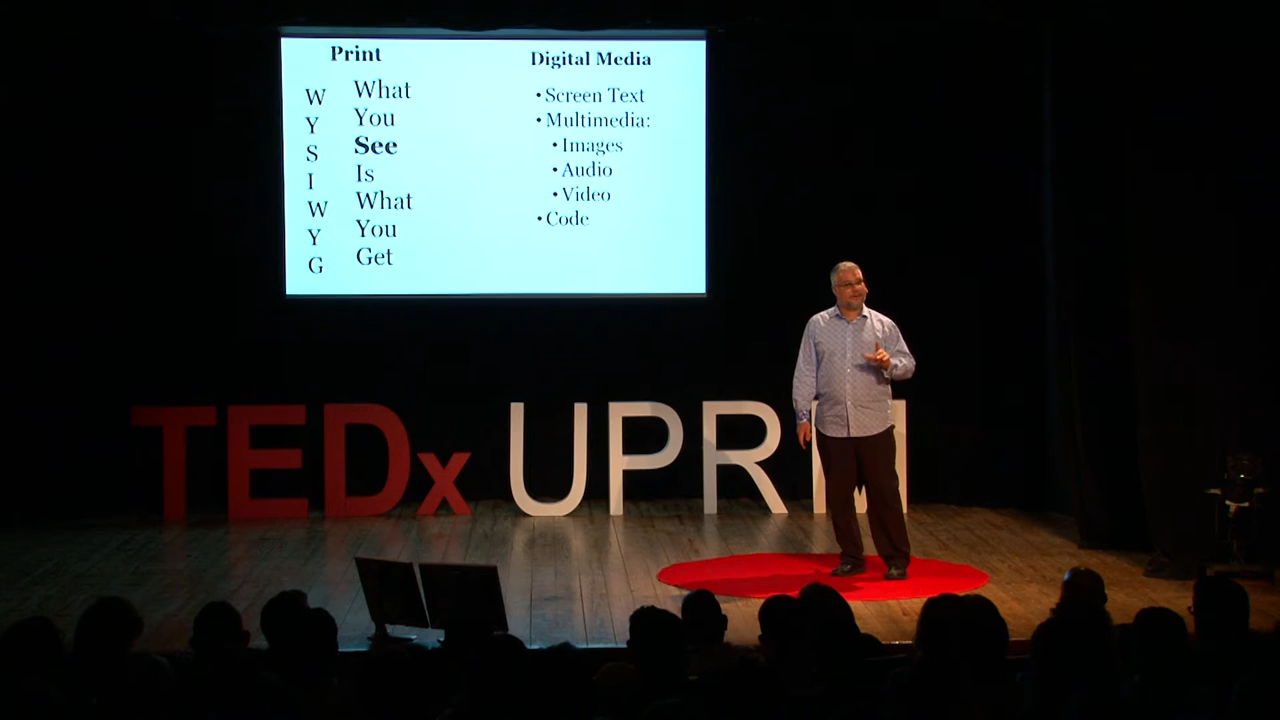 Print
W What
Y You
S See
I Is
W What
Y You
G Get
Digital Media
•Screen Text
•Multimedia:
•Images
•Audio
•Video
•Code
TEDx UPRM